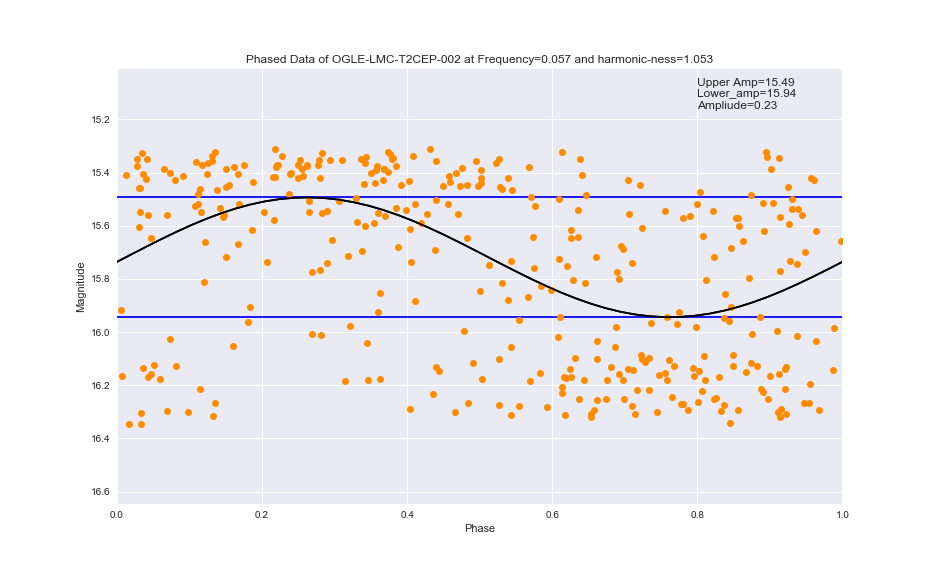 Phased Data of OGLE-LMC-T2CEP-002 at Frequency=0.057 and harmonic-ness=1.053
Upper Amp=15.49
Lower_amp=15.94
Ampliude=0.23
15.2
15.4
15.6
15.8
16.0
16.2
16.4
16.6
Magnitude
0.0
0.2
0.4
0.6
0.8
1.0
Phase